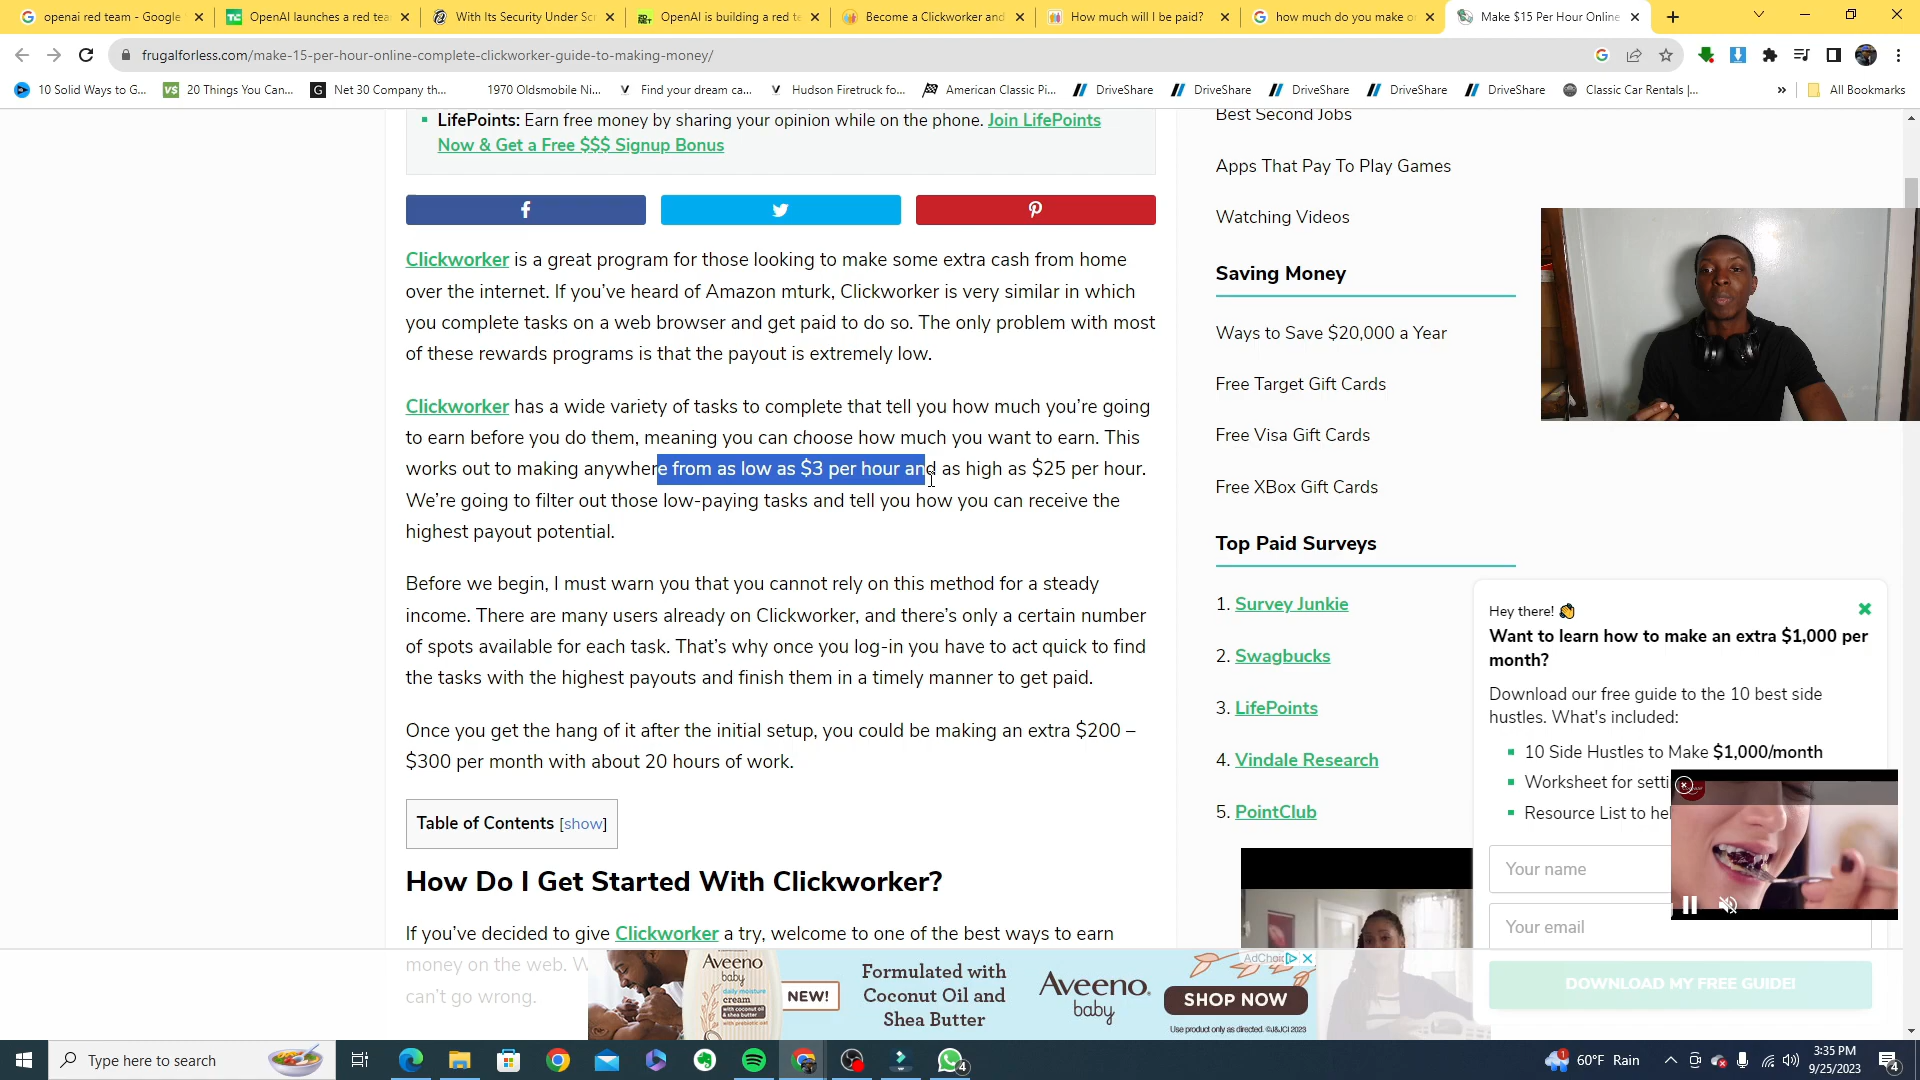 openai red team - Google
OpenAI launches a red tea
With Its Security Under Scr
OpenAI is building a red te
Become a Clickworker and
How much will I be paid?
how much do you make o
Make $15 Per Hour Online
frugalforless.com/make-15-per-hour-online-complete-clickworker-guide-to-making-money/
10 Solid Ways to G...
20 Things You Can...
Net 30 Company th...
1970 Oldsmobile Ni...
Find your dream ca...
Hudson Firetruck fo...
American Classic Pi...
DriveShare
DriveShare
DriveShare
DriveShare
DriveShare
Classic Car Rentals |...
»
All Bookmarks
LifePoints: Earn free money by sharing your opinion while on the phone. Join LifePoints
Now & Get a Free $$$ Signup Bonus
Clickworker is a great program for those looking to make some extra cash from home
over the internet. If you've heard of Amazon mturk, Clickworker is very similar in which
you complete tasks on a web browser and get paid to do so. The only problem with most
of these rewards programs is that the payout is extremely low.
Clickworker has a wide variety of tasks to complete that tell you how much you're going
to earn before you do them, meaning you can choose how much you want to earn. This
works out to making anywhere from as low as $3 per hour and as high as $25 per hour.
We're going to filter out those low-paying tasks and tell you how you can receive the
highest payout potential.
Before we begin, I must warn you that you cannot rely on this method for a steady
income. There are many users already on Clickworker, and there's only a certain number
of spots available for each task. That's why once you log-in you have to act quick to find
the tasks with the highest payouts and finish them in a timely manner to get paid.
Once you get the hang of it after the initial setup, you could be making an extra $200 –
$300 per month with about 20 hours of work.
Table of Contents [show]
How Do I Get Started With Clickworker?
If you've decided to give Clickworker a try, welcome to one of the best ways to earn
money on the web. W
can't go wrong.
Best Second Jobs
Apps That Pay To Play Games
Watching Videos
Saving Money
Ways to Save $20,000 a Year
Free Target Gift Cards
Free Visa Gift Cards
Free XBox Gift Cards
Top Paid Surveys
1. Survey Junkie
2. Swagbucks
3. LifePoints
4. Vindale Research
5. PointClub
Hey there!
Want to learn how to make an extra $1,000 per
month?
Download our free guide to the 10 best side
hustles. What's included:
10 Side Hustles to Make $1,000/month
Worksheet for setti
Resource List to hel
Your name
Your email
DOWNLOAD MY FREE GUIDE!
Aveeno
baby
daily moisture
cream
NEW!
Formulated with
Coconut Oil and
Shea Butter
Aveeno
baby
AdChoices
SHOP NOW
Use product only as directed. ©J&JCI 2023
Type here to search
4
1
60°F Rain
3:35 PM
9/25/2023
4